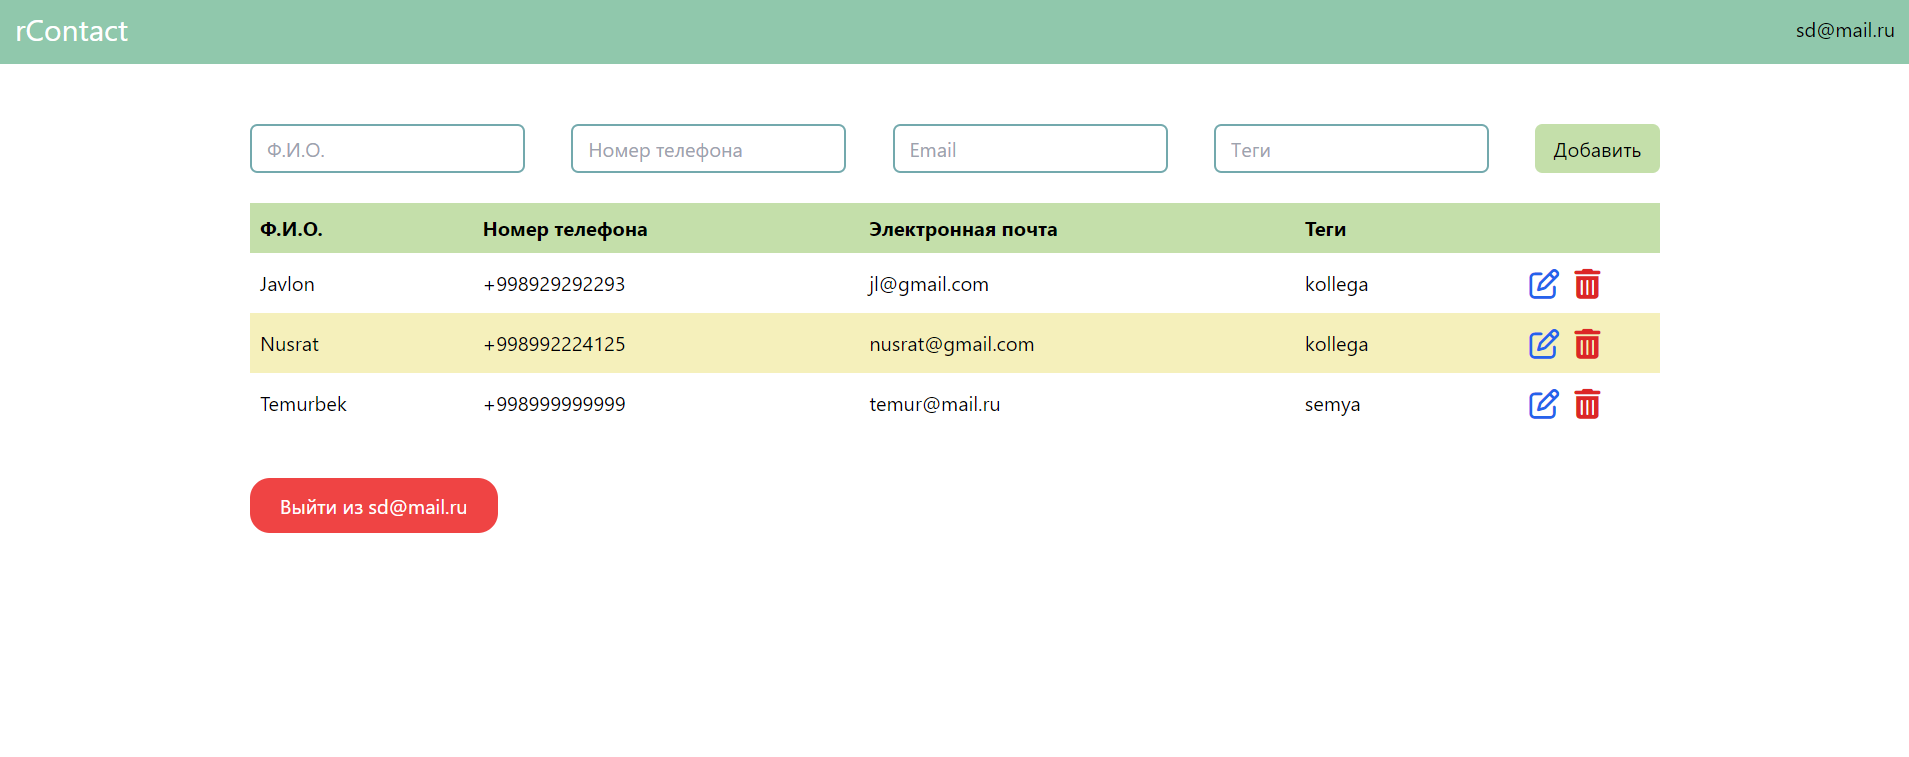 rContact sd@mail.ru
Ф.И.О. Номер телефона Email Теги Добавить
Ф.И.О. Номер телефона Электронная почта Теги
Javlon +998929292293 jl@gmail.com kollega
Nusrat +998992224125 nusrat@gmail.com kollega
Temurbek +998999999999 temur@mail.ru semya
Выйти из sd@mail.ru